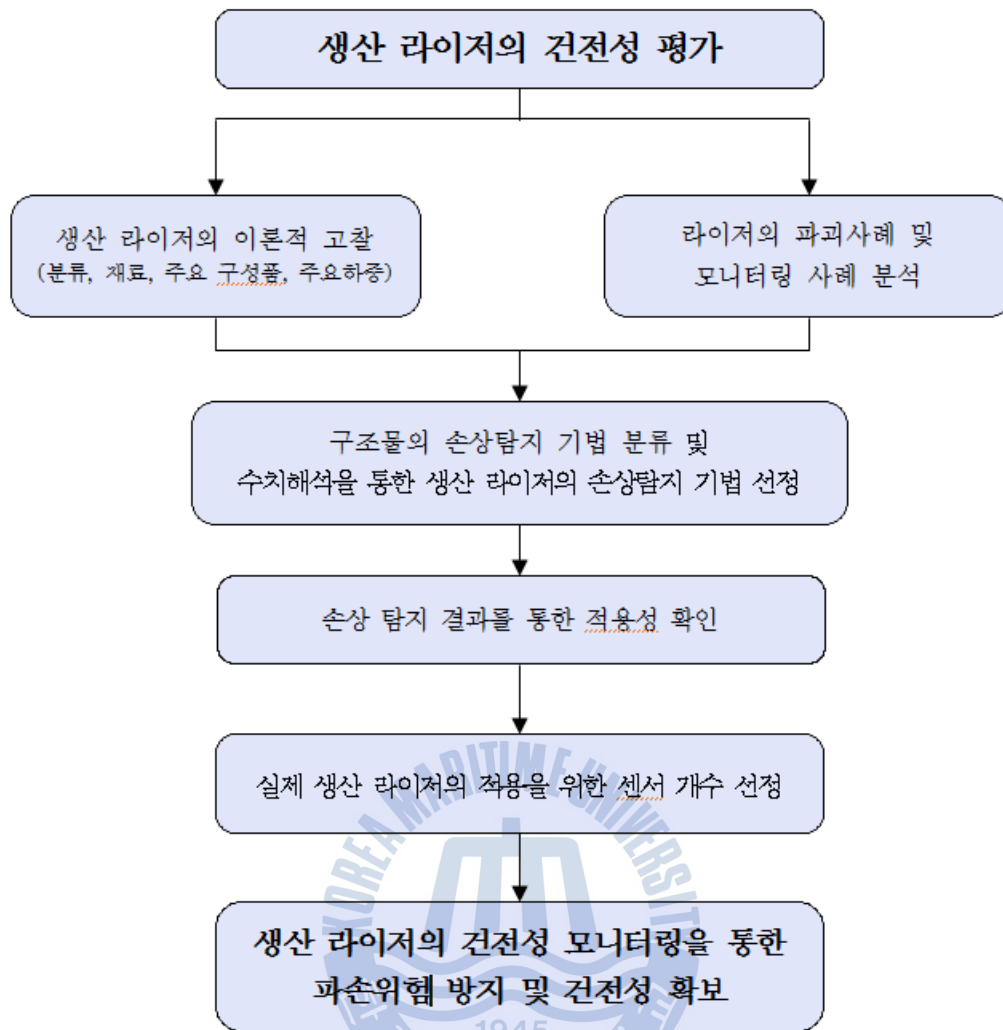 생산 라이저의 건전성 평가
생산 라이저의 이론적 고찰
(분류, 재료, 주요 구성품, 주요하중)
라이저의 파괴사례 및
모니터링 사례 분석
구조물의 손상탐지 기법 분류 및
수치해석을 통한 생산 라이저의 손상탐지 기법 선정
손상 탐지 결과를 통한 적용성 확인
실제 생산 라이저의 적용을 위한 센서 개수 선정
생산 라이저의 건전성 모니터링을 통한
파손위험 방지 및 건전성 확보
KOREA MARITIME UNIVERSITY
1945